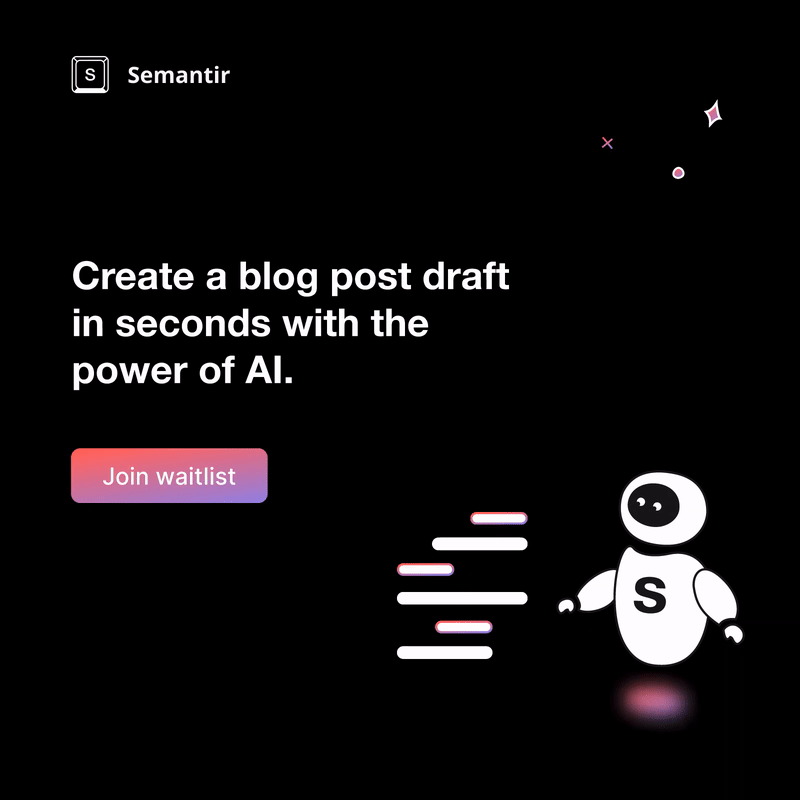 S
Semantir
Create a blog post draft
in seconds with the
power of AI.
Join waitlist
S